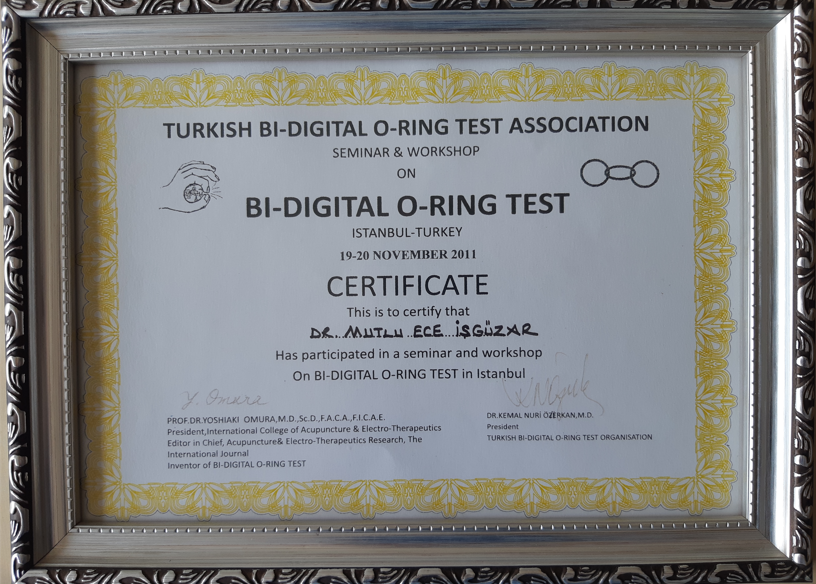 TURKISH BI-DIGITAL O-RING TEST ASSOCIATION
SEMINAR & WORKSHOP
ON
BI-DIGITAL O-RING TEST
ISTANBUL-TURKEY
19-20 NOVEMBER 2011
CERTIFICATE
This is to certify that
DR. MUTLU ECE İŞGÜZAR
Has participated in a seminar and workshop
On BI-DIGITAL O-RING TEST in Istanbul
Y. Omura
PROF.DR.YOSHIAKI OMURA,M.D.,Sc.D.,F.A.C.A.,F.I.C.A.E.
President,International College of Acupuncture & Electro-Therapeutics
Editor in Chief, Acupuncture& Electro-Therapeutics Research, The
International Journal
Inventor of BI-DIGITAL O-RING TEST
DR.KEMAL NURİ ÖZERKAN,M.D.
President
TURKISH BI-DIGITAL O-RING TEST ORGANISATION